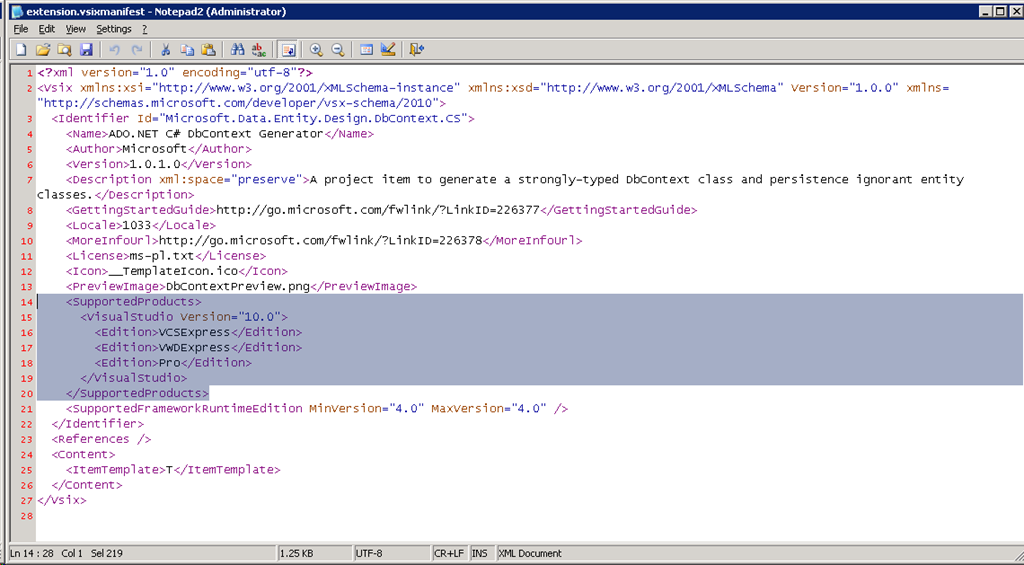 extension.vsixmanifest - Notepad2 (Administrator)
File Edit View Settings ?
1 <?xml version="1.0" encoding="utf-8"?>
2 <Vsix xmlns:xsi="http://www.w3.org/2001/XMLSchema-instance" xmlns:xsd="http://www.w3.org/2001/XMLSchema" Version="1.0.0" xmlns=
"http://schemas.microsoft.com/developer/vsx-schema/2010">
3 <Identifier Id="Microsoft.Data.Entity.Design.DbContext.CS">
4 <Name>ADO.NET C# DbContext Generator</Name>
5 <Author>Microsoft</Author>
6 <Version>1.0.1.0</Version>
7 <Description xml:space="preserve">A project item to generate a strongly-typed DbContext class and persistence ignorant entity
classes.</Description>
8 <GettingStartedGuide>http://go.microsoft.com/fwlink/?LinkID=226377</GettingStartedGuide>
9 <Locale>1033</Locale>
10 <MoreInfoUrl>http://go.microsoft.com/fwlink/?LinkID=226378</MoreInfoUrl>
11 <License>ms-pl.txt</License>
12 <Icon>__TemplateIcon.ico</Icon>
13 <PreviewImage>DbContextPreview.png</PreviewImage>
14 <SupportedProducts>
15 <VisualStudio Version="10.0">
16 <Edition>VCSExpress</Edition>
17 <Edition>VWDExpress</Edition>
18 <Edition>Pro</Edition>
19 </VisualStudio>
20 </SupportedProducts>
21 <SupportedFrameworkRuntimeEdition MinVersion="4.0" MaxVersion="4.0" />
22 </Identifier>
23 <References />
24 <Content>
25 <ItemTemplate>T</ItemTemplate>
26 </Content>
27 </Vsix>
28
Ln 14 : 28 Col 1 Sel 219 1.25 KB UTF-8 CR+LF INS XML Document